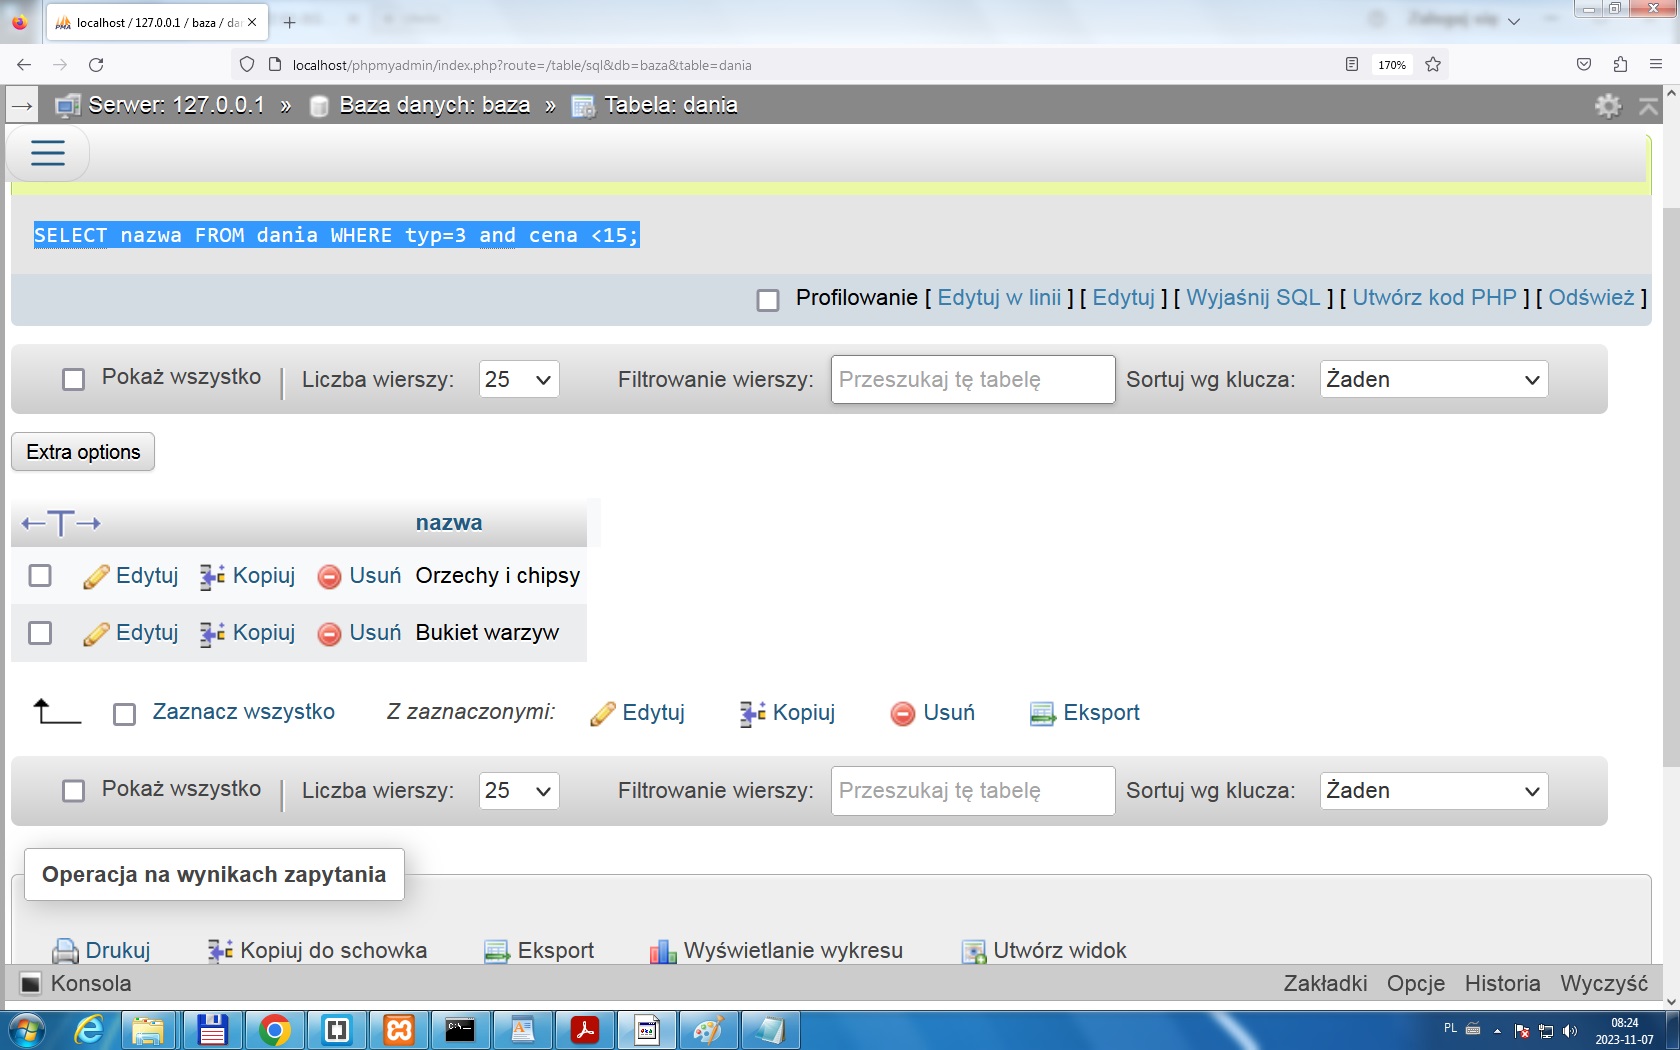 localhost / 127.0.0.1 / baza / da
localhost/phpmyadmin/index.php?route=/table/sql&db=baza&table=dania
170%
Serwer: 127.0.0.1 » Baza danych: baza » Tabela: dania
SELECT nazwa FROM dania WHERE typ=3 and cena <15;
Profilowanie [ Edytuj w linii ] [ Edytuj ] [ Wyjaśnij SQL ] [ Utwórz kod PHP ] [ Odśwież ]
Pokaż wszystko | Liczba wierszy: 25 Filtrowanie wierszy: Przeszukaj tę tabelę Sortuj wg klucza: Żaden
Extra options
←T→ nazwa
Edytuj Kopiuj Usuń Orzechy i chipsy
Edytuj Kopiuj Usuń Bukiet warzyw
Zaznacz wszystko Z zaznaczonymi: Edytuj Kopiuj Usuń Eksport
Pokaż wszystko | Liczba wierszy: 25 Filtrowanie wierszy: Przeszukaj tę tabelę Sortuj wg klucza: Żaden
Operacja na wynikach zapytania
Drukuj Kopiuj do schowka Eksport Wyświetlanie wykresu Utwórz widok
Konsola Zakładki Opcje Historia Wyczyść
PL 08:24
2023-11-07